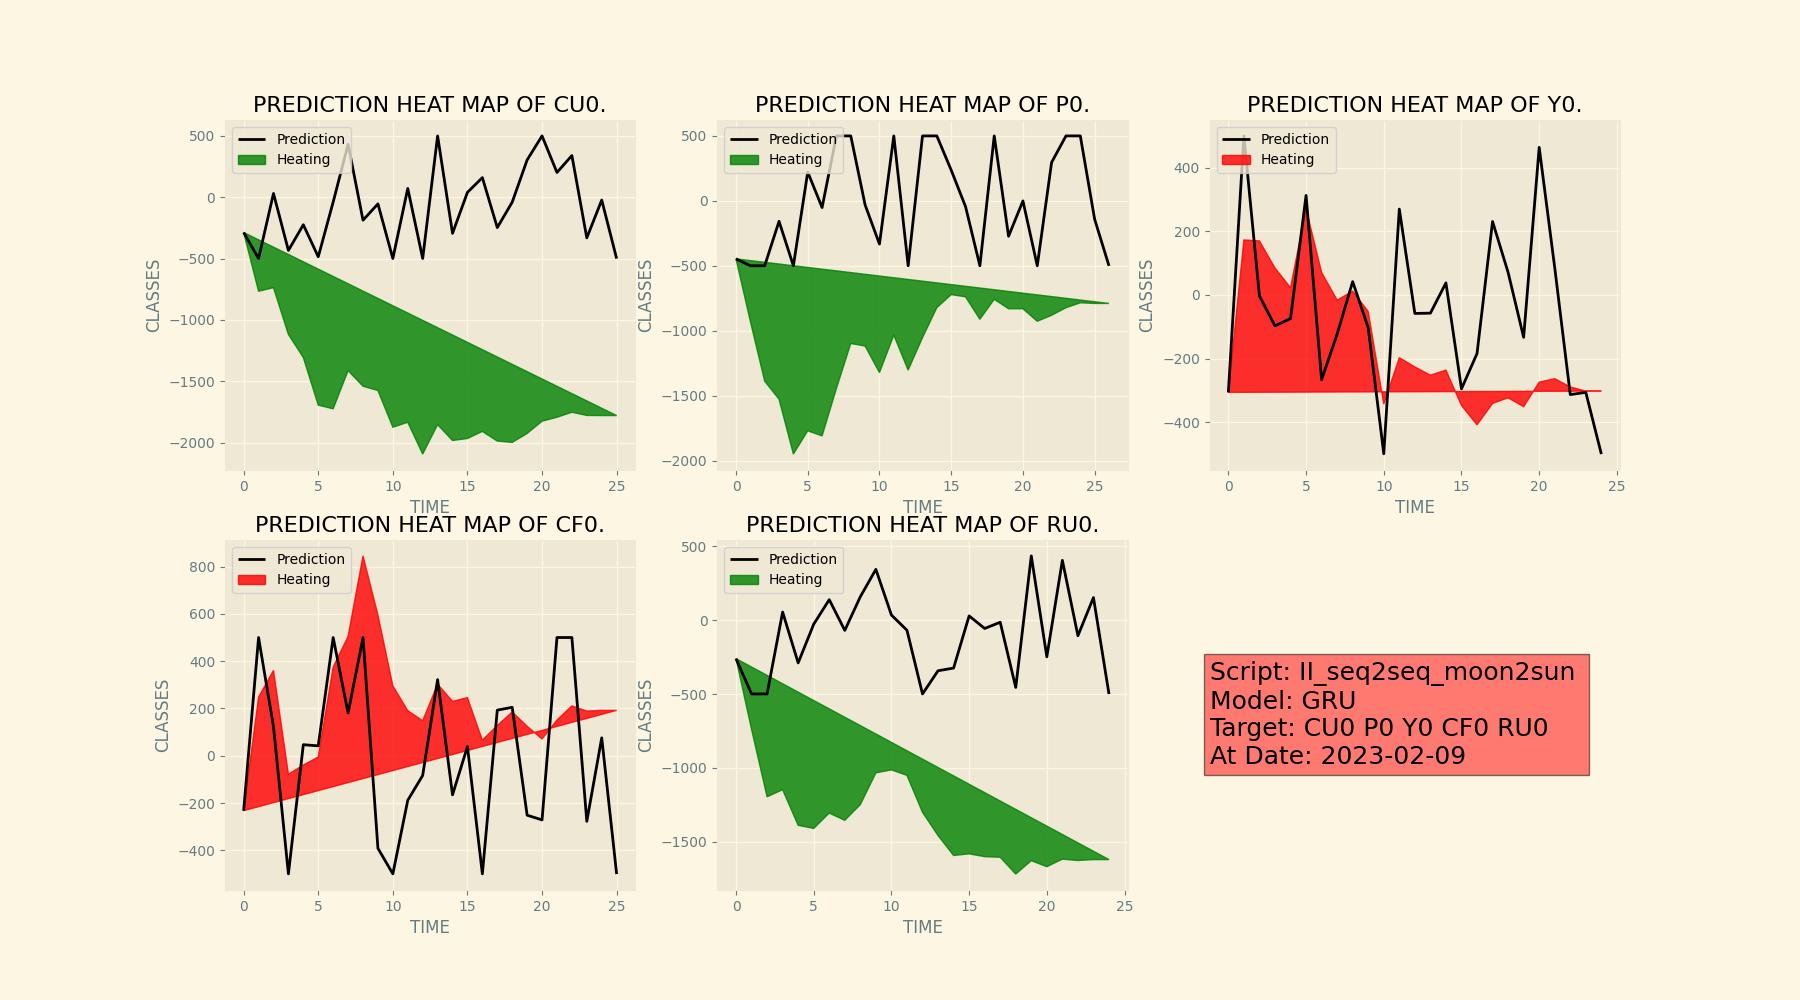 PREDICTION HEAT MAP OF CU0.
Prediction
Heating
500
0
−500
−1000
−1500
−2000
CLASSES
0 5 10 15 20 25
TIME
PREDICTION HEAT MAP OF P0.
Prediction
Heating
500
0
−500
−1000
−1500
−2000
CLASSES
0 5 10 15 20 25
TIME
PREDICTION HEAT MAP OF Y0.
Prediction
Heating
400
200
0
−200
−400
CLASSES
0 5 10 15 20 25
TIME
PREDICTION HEAT MAP OF CF0.
Prediction
Heating
800
600
400
200
0
−200
−400
CLASSES
0 5 10 15 20 25
TIME
PREDICTION HEAT MAP OF RU0.
Prediction
Heating
500
0
−500
−1000
−1500
CLASSES
0 5 10 15 20 25
TIME
Script: II_seq2seq_moon2sun
Model: GRU
Target: CU0 P0 Y0 CF0 RU0
At Date: 2023-02-09